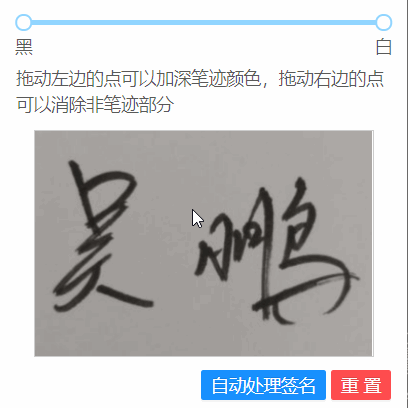 黑 白
拖动左边的点可以加深笔迹颜色，拖动右边的点
可以消除非笔迹部分
吴鹏
自动处理签名 重 置